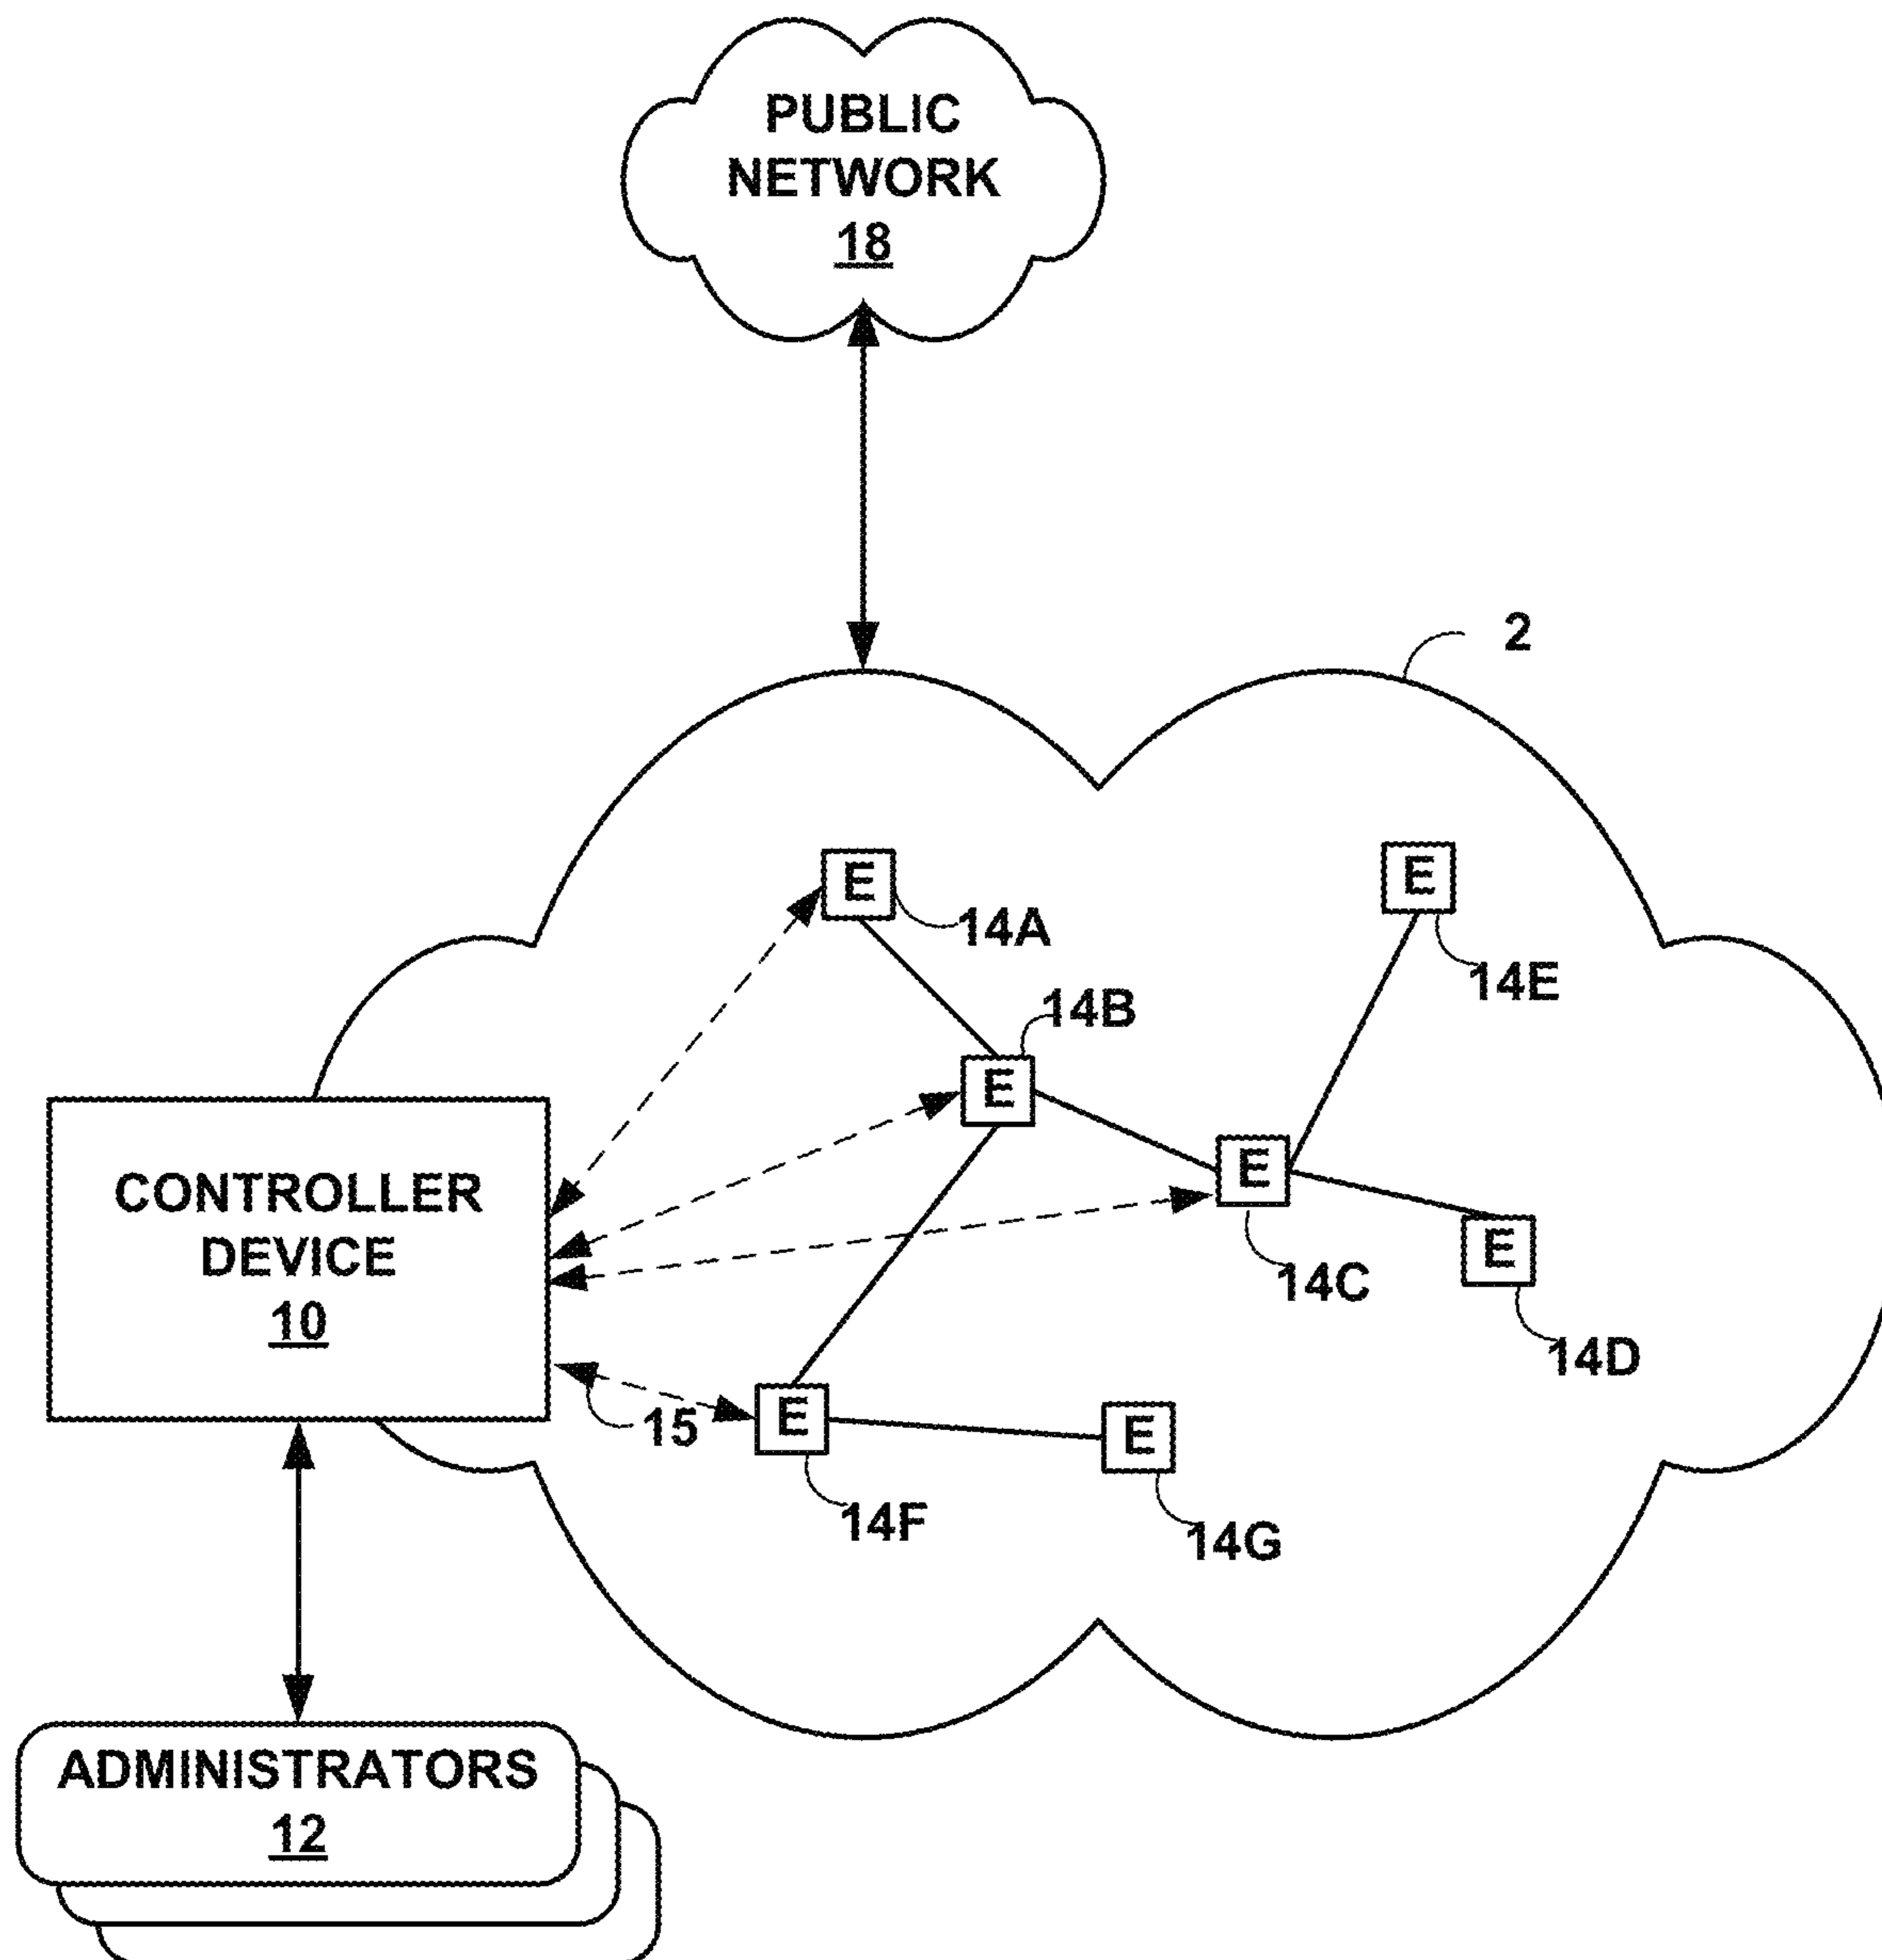 PUBLIC
NETWORK
18
2
E
14A
E
14E
14B
E
E
14C
E
14D
CONTROLLER
DEVICE
10
15
E
14F
E
14G
ADMINISTRATORS
12